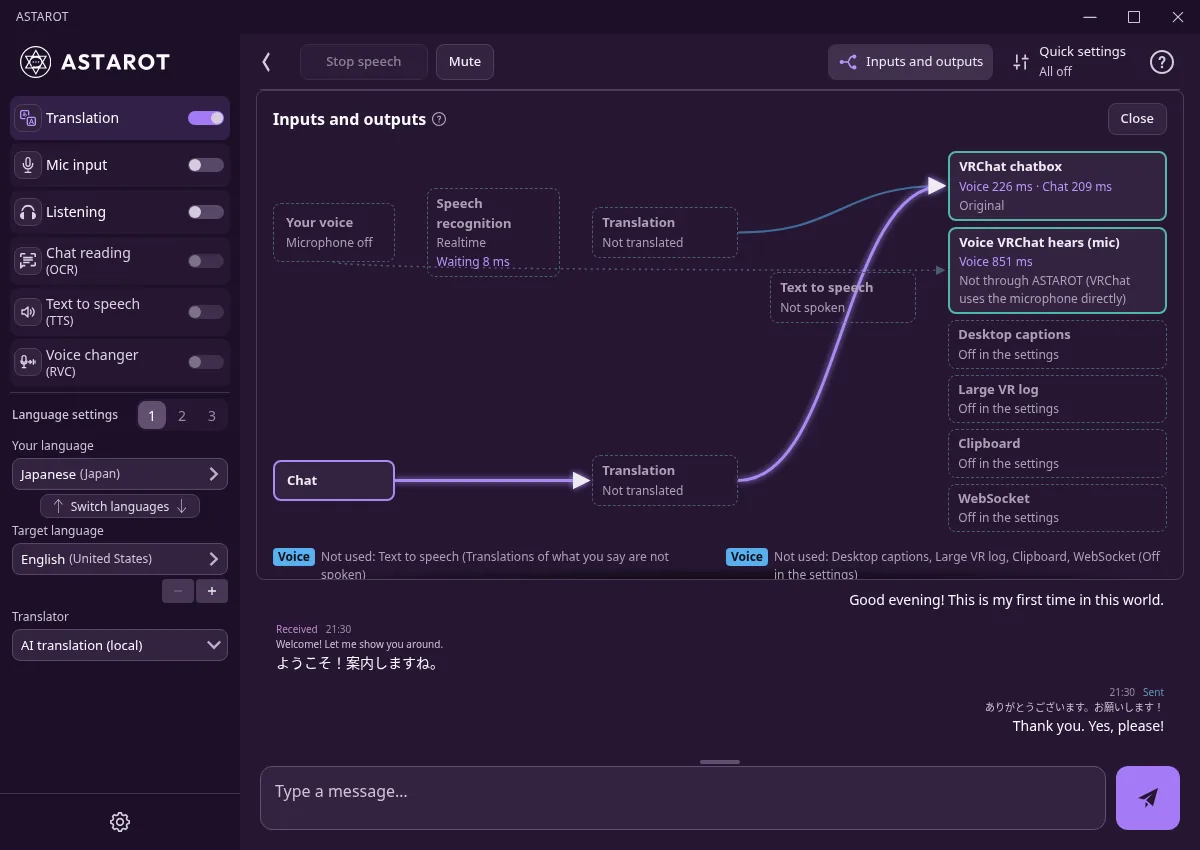 ASTAROT
ASTAROT
Stop speech
Mute
Inputs and outputs
Quick settings
All off
?
Translation
Mic input
Listening
Chat reading
(OCR)
Text to speech
(TTS)
Voice changer
(RVC)
Language settings
1
2
3
Your language
Japanese (Japan)
↑ Switch languages ↓
Target language
English (United States)
− +
Translator
AI translation (local)
Inputs and outputs ?
Close
Your voice
Microphone off
Speech
recognition
Realtime
Waiting 8 ms
Translation
Not translated
Text to speech
Not spoken
VRChat chatbox
Voice 226 ms · Chat 209 ms
Original
Voice VRChat hears (mic)
Voice 851 ms
Not through ASTAROT (VRChat
uses the microphone directly)
Desktop captions
Off in the settings
Large VR log
Off in the settings
Clipboard
Off in the settings
WebSocket
Off in the settings
Chat
Translation
Not translated
Voice Not used: Text to speech (Translations of what you say are not
spoken)
Voice Not used: Desktop captions, Large VR log, Clipboard, WebSocket (Off
in the settings)
Good evening! This is my first time in this world.
Received 21:30
Welcome! Let me show you around.
ようこそ！案内しますね。
21:30 Sent
ありがとうございます。お願いします！
Thank you. Yes, please!
Type a message...